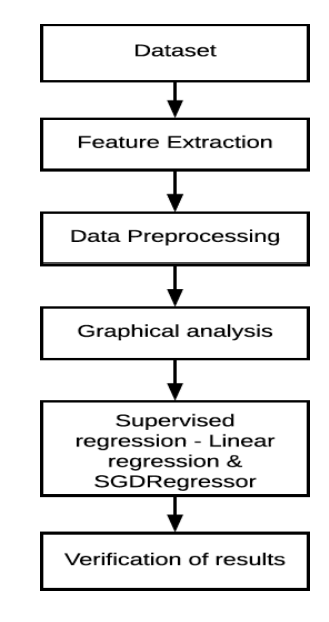 Dataset
Feature Extraction
Data Preprocessing
Graphical analysis
Supervised
regression - Linear
regression &
SGDRegressor
Verification of results